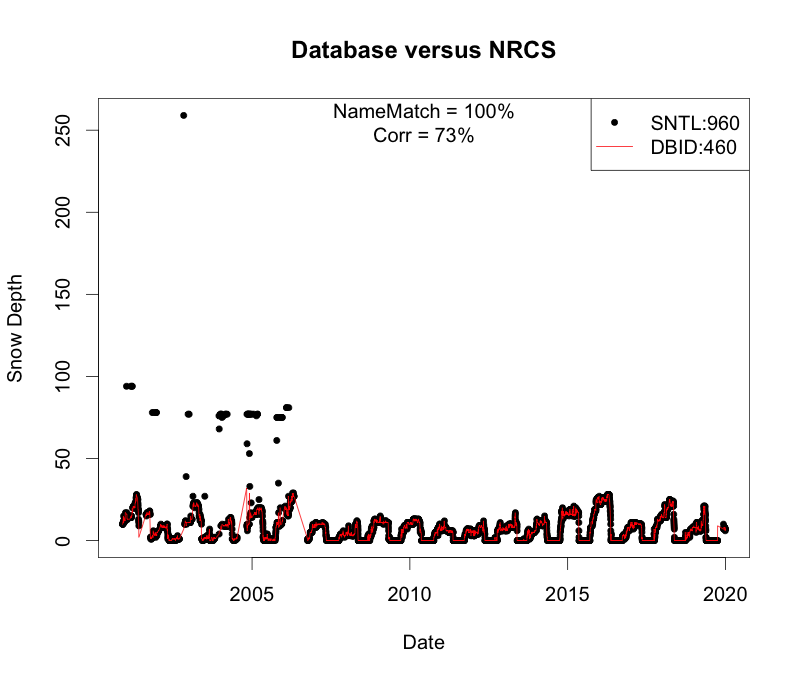 Database versus NRCS
NameMatch = 100%
Corr = 73%
SNTL:960
DBID:460
250
200
150
100
50
0
Snow Depth
2005
2010
2015
2020
Date